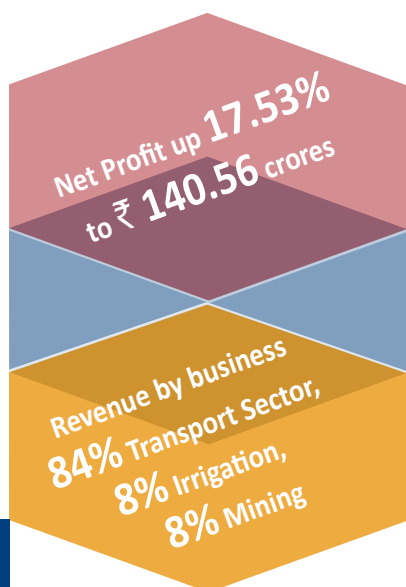 Net Profit up 17.53%
to ₹ 140.56 crores
Revenue by business
84% Transport Sector,
8% Irrigation,
8% Mining